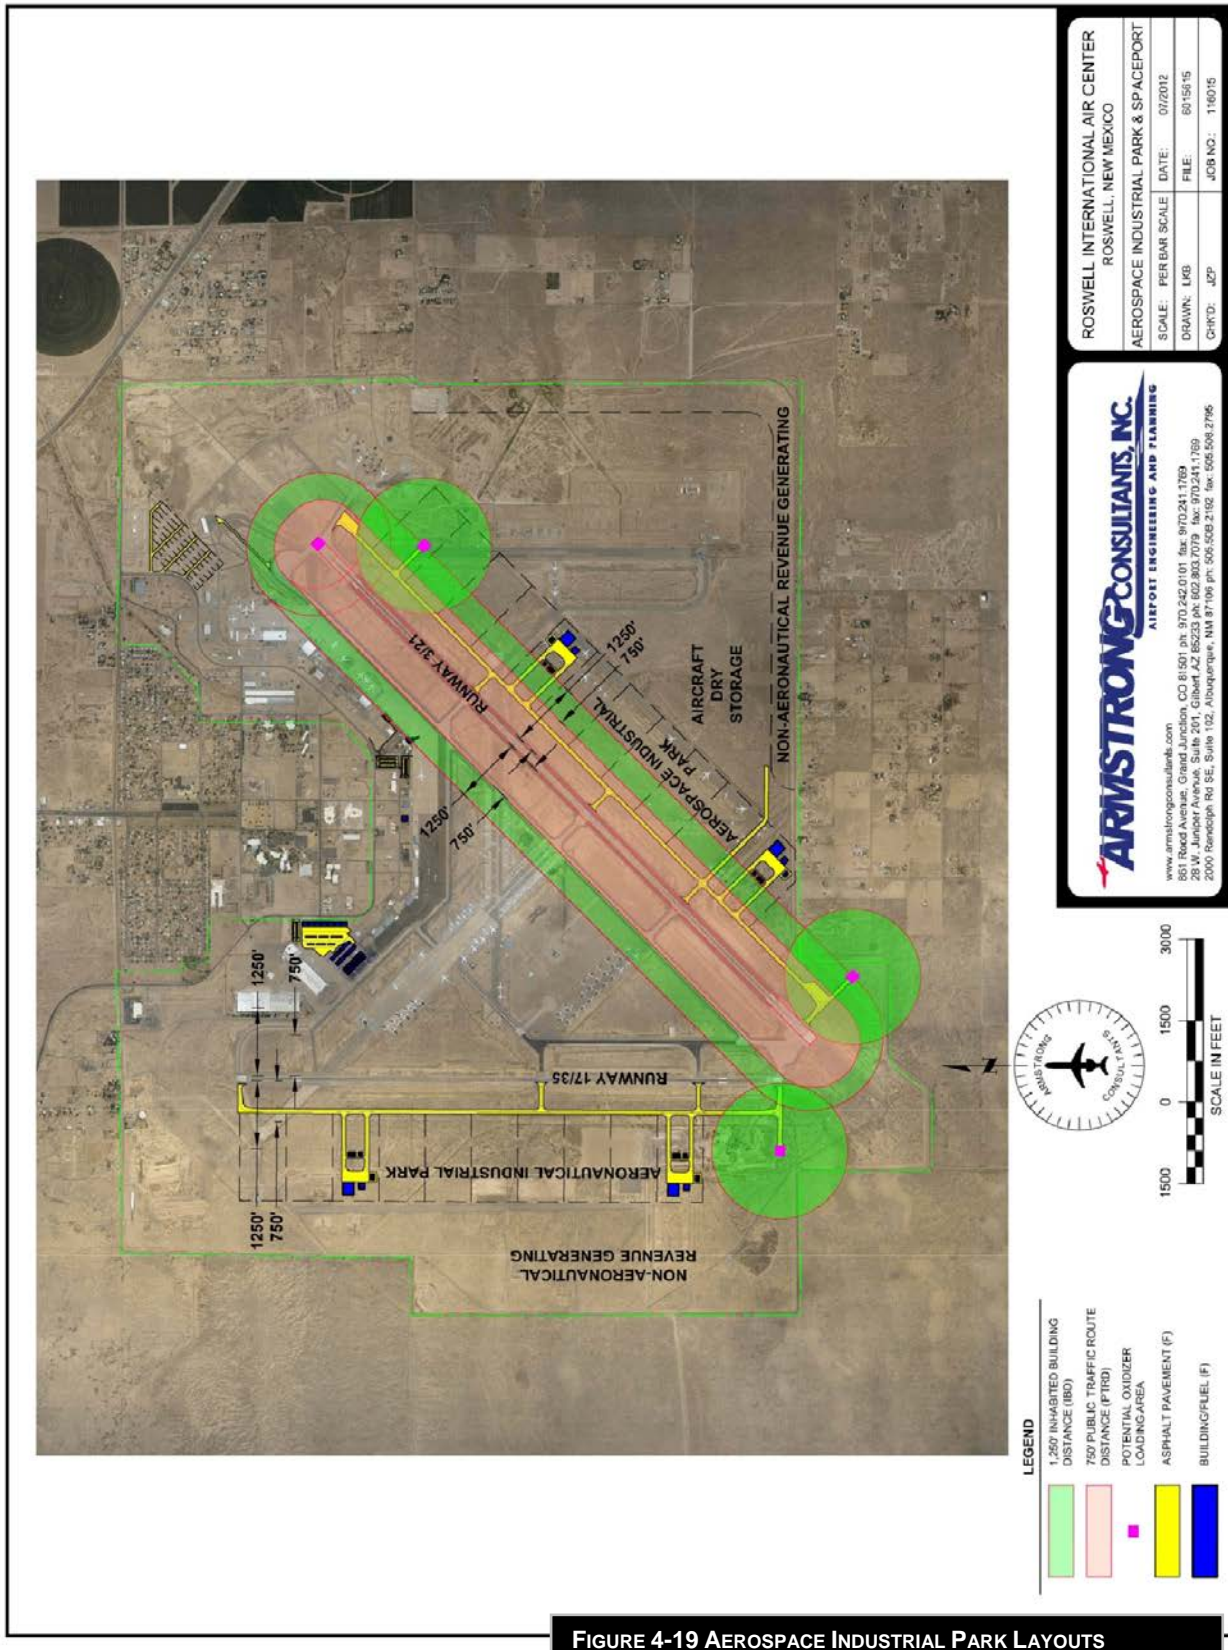 ROSWELL INTERNATIONAL AIR CENTER
ROSWELL, NEW MEXICO
AEROSPACE INDUSTRIAL PARK & SPACEPORT
SCALE: PER BAR SCALE DATE: 07/2012
DRAWN: LKB FILE: 6015615
CHK'D: JZP JOB NO.: 116015
ARMSTRONG CONSULTANTS, INC.
AIRPORT ENGINEERING AND PLANNING
www.armstrongconsultants.com
861 Rood Avenue, Grand Junction, CO 81501 ph: 970.242.0101 fax: 970.241.1769
28 W. Juniper Avenue, Suite 201, Gilbert, AZ 85233 ph: 602.803.7079 fax: 970.241.1769
2000 Randolph Rd SE, Suite 102, Albuquerque, NM 87106 ph: 505.508.2192 fax: 505.508.2795
RUNWAY 3/21
1250'
750'
1250'
750'
AEROSPACE INDUSTRIAL
PARK
AIRCRAFT
DRY
STORAGE
NON-AERONAUTICAL REVENUE GENERATING
1250'
750'
RUNWAY 17/35
AERONAUTICAL INDUSTRIAL PARK
1250'
750'
NON-AERONAUTICAL
REVENUE GENERATING
ARMSTRONG
CONSULTANTS
N
1500 0 1500 3000
SCALE IN FEET
LEGEND
1,250' INHABITED BUILDING
DISTANCE (IBD)
750' PUBLIC TRAFFIC ROUTE
DISTANCE (PTRD)
POTENTIAL OXIDIZER
LOADING AREA
ASPHALT PAVEMENT (F)
BUILDING/FUEL (F)
FIGURE 4-19 AEROSPACE INDUSTRIAL PARK LAYOUTS